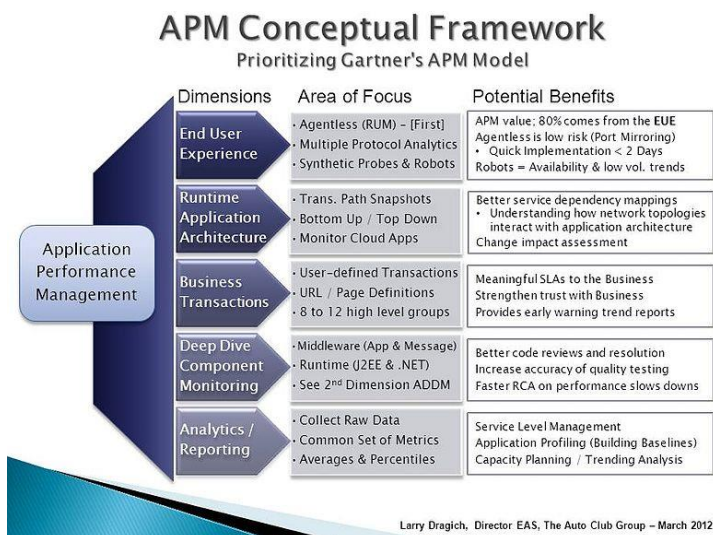 APM Conceptual Framework
Prioritizing Gartner's APM Model
Dimensions
Area of Focus
Potential Benefits
Application
Performance
Management
End User
Experience
• Agentless (RUM) – [First]
• Multiple Protocol Analytics
• Synthetic Probes & Robots
APM value; 80% comes from the EUE
Agentless is low risk (Port Mirroring)
• Quick Implementation < 2 Days
Robots = Availability & low vol. trends
Runtime
Application
Architecture
• Trans. Path Snapshots
• Bottom Up / Top Down
• Monitor Cloud Apps
Better service dependency mappings
• Understanding how network topologies
interact with application architecture
Change impact assessment
Business
Transactions
• User-defined Transactions
• URL / Page Definitions
• 8 to 12 high level groups
Meaningful SLAs to the Business
Strengthen trust with Business
Provides early warning trend reports
Deep Dive
Component
Monitoring
• Middleware (App & Message)
• Runtime (J2EE & .NET)
• See 2nd Dimension ADDM
Better code reviews and resolution
Increase accuracy of quality testing
Faster RCA on performance slows downs
Analytics /
Reporting
• Collect Raw Data
• Common Set of Metrics
• Averages & Percentiles
Service Level Management
Application Profiling (Building Baselines)
Capacity Planning / Trending Analysis
Larry Dragich, Director EAS, The Auto Club Group – March 2012